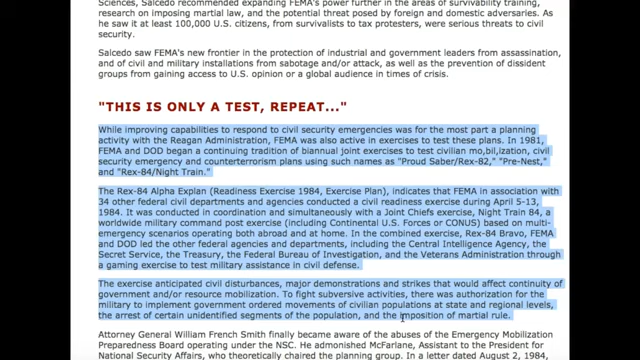 Sciences, Salcedo recommended expanding FEMA's power further in the areas of survivability training,
research on imposing martial law, and the potential threat posed by foreign and domestic adversaries. As
he saw it at least 100,000 U.S. citizens, from survivalists to tax protesters, were serious threats to civil
security.
Salcedo saw FEMA's new frontier in the protection of industrial and government leaders from assassination,
and of civil and military installations from sabotage and/or attack, as well as the prevention of dissident
groups from gaining access to U.S. opinion or a global audience in times of crisis.
"THIS IS ONLY A TEST, REPEAT..."
While improving capabilities to respond to civil security emergencies was for the most part a planning
activity with the Reagan Administration, FEMA was also active in exercises to test these plans. In 1981,
FEMA and DOD began a continuing tradition of biannual joint exercises to test civilian mo,bil,ization, civil
security emergency and counterterrorism plans using such names as "Proud Saber/Rex-82," "Pre-Nest,"
and "Rex-84/Night Train."
The Rex-84 Alpha Explan (Readiness Exercise 1984, Exercise Plan), indicates that FEMA in association with
34 other federal civil departments and agencies conducted a civil readiness exercise during April 5-13,
1984. It was conducted in coordination and simultaneously with a Joint Chiefs exercise, Night Train 84, a
worldwide military command post exercise (including Continental U.S. Forces or CONUS) based on multi-
emergency scenarios operating both abroad and at home. In the combined exercise, Rex-84 Bravo, FEMA
and DOD led the other federal agencies and departments, including the Central Intelligence Agency, the
Secret Service, the Treasury, the Federal Bureau of Investigation, and the Veterans Administration through
a gaming exercise to test military assistance in civil defense.
The exercise anticipated civil disturbances, major demonstrations and strikes that would affect continuity of
government and/or resource mobilization. To fight subversive activities, there was authorization for the
military to implement government ordered movements of civilian populations at state and regional levels,
the arrest of certain unidentified segments of the population, and the imposition of martial rule.
Attorney General William French Smith finally became aware of the abuses of the Emergency Mobilization
Preparedness Board operating under the NSC. He admonished McFarlane, Assistant to the President for
National Security Affairs, who theoretically chaired the planning group. In a letter dated August 2, 1984,